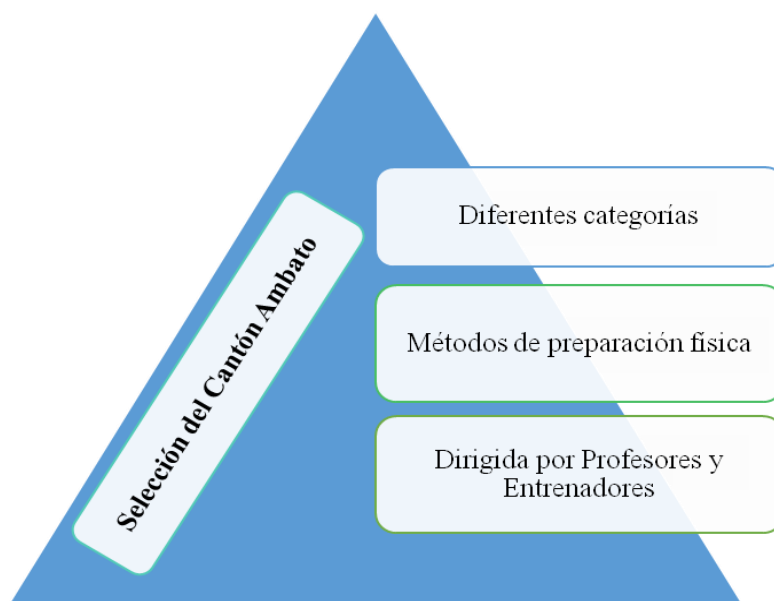 Selección del Cantón Ambato
Diferentes categorías
Métodos de preparación física
Dirigida por Profesores y
Entrenadores